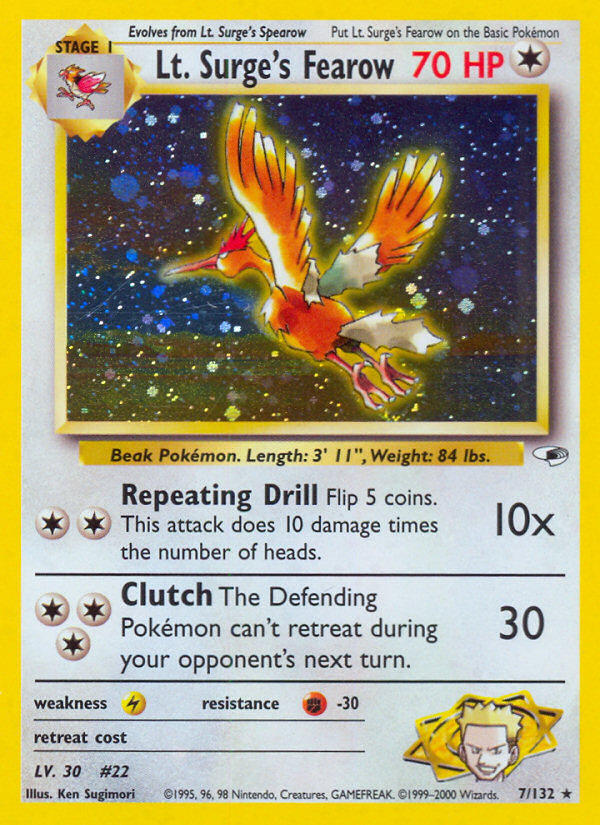 Evolves from Lt. Surge's Spearow
Put Lt. Surge's Fearow on the Basic Pokémon
STAGE 1
Lt. Surge's Fearow 70 HP
Beak Pokémon. Length: 3' 11", Weight: 84 lbs.
Repeating Drill Flip 5 coins.
This attack does 10 damage times
the number of heads.
10x
Clutch The Defending
Pokémon can't retreat during
your opponent's next turn.
30
weakness
resistance
-30
retreat cost
LV. 30 #22
Illus. Ken Sugimori
©1995, 96, 98 Nintendo, Creatures, GAMEFREAK. ©1999-2000 Wizards.
7/132 ★